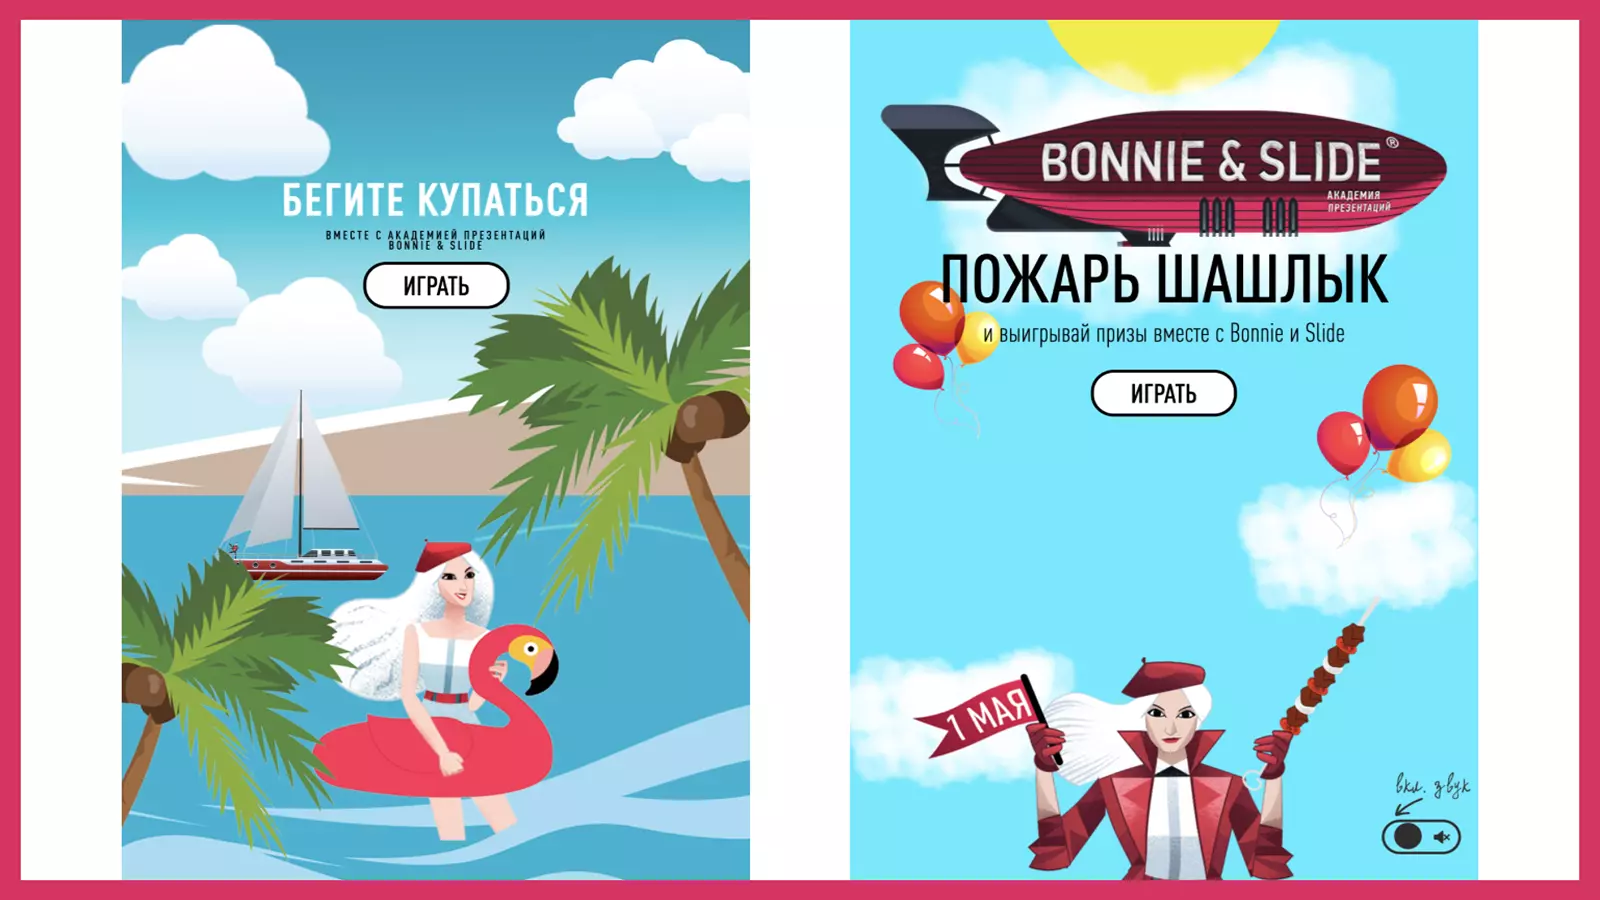 БЕГИТЕ КУПАТЬСЯ
ВМЕСТЕ С АКАДЕМИЕЙ ПРЕЗЕНТАЦИЙ
BONNIE & SLIDE
ИГРАТЬ
BONNIE & SLIDE®
АКАДЕМИЯ
ПРЕЗЕНТАЦИЙ
ПОЖАРЬ ШАШЛЫК
и выигрывай призы вместе с Bonnie и Slide
ИГРАТЬ
1 МАЯ
вкл. звук